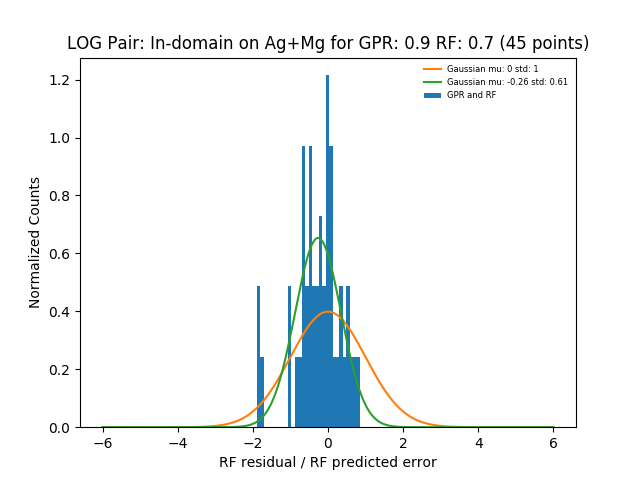 LOG Pair: In-domain on Ag+Mg for GPR: 0.9 RF: 0.7 (45 points)
Gaussian mu: 0 std: 1
Gaussian mu: -0.26 std: 0.61
GPR and RF
Normalized Counts
1.2
1.0
0.8
0.6
0.4
0.2
0.0
−6 −4 −2 0 2 4 6
RF residual / RF predicted error